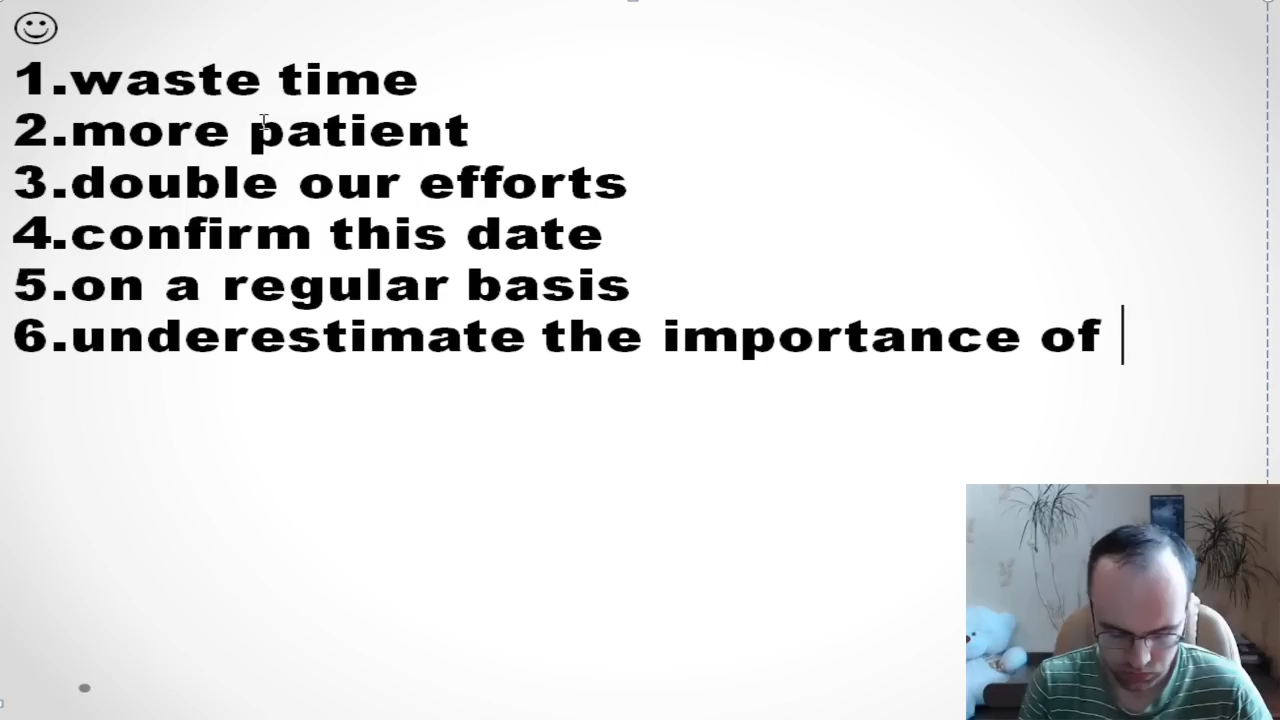 1.waste time
2.more patient
3.double our efforts
4.confirm this date
5.on a regular basis
6.underestimate the importance of